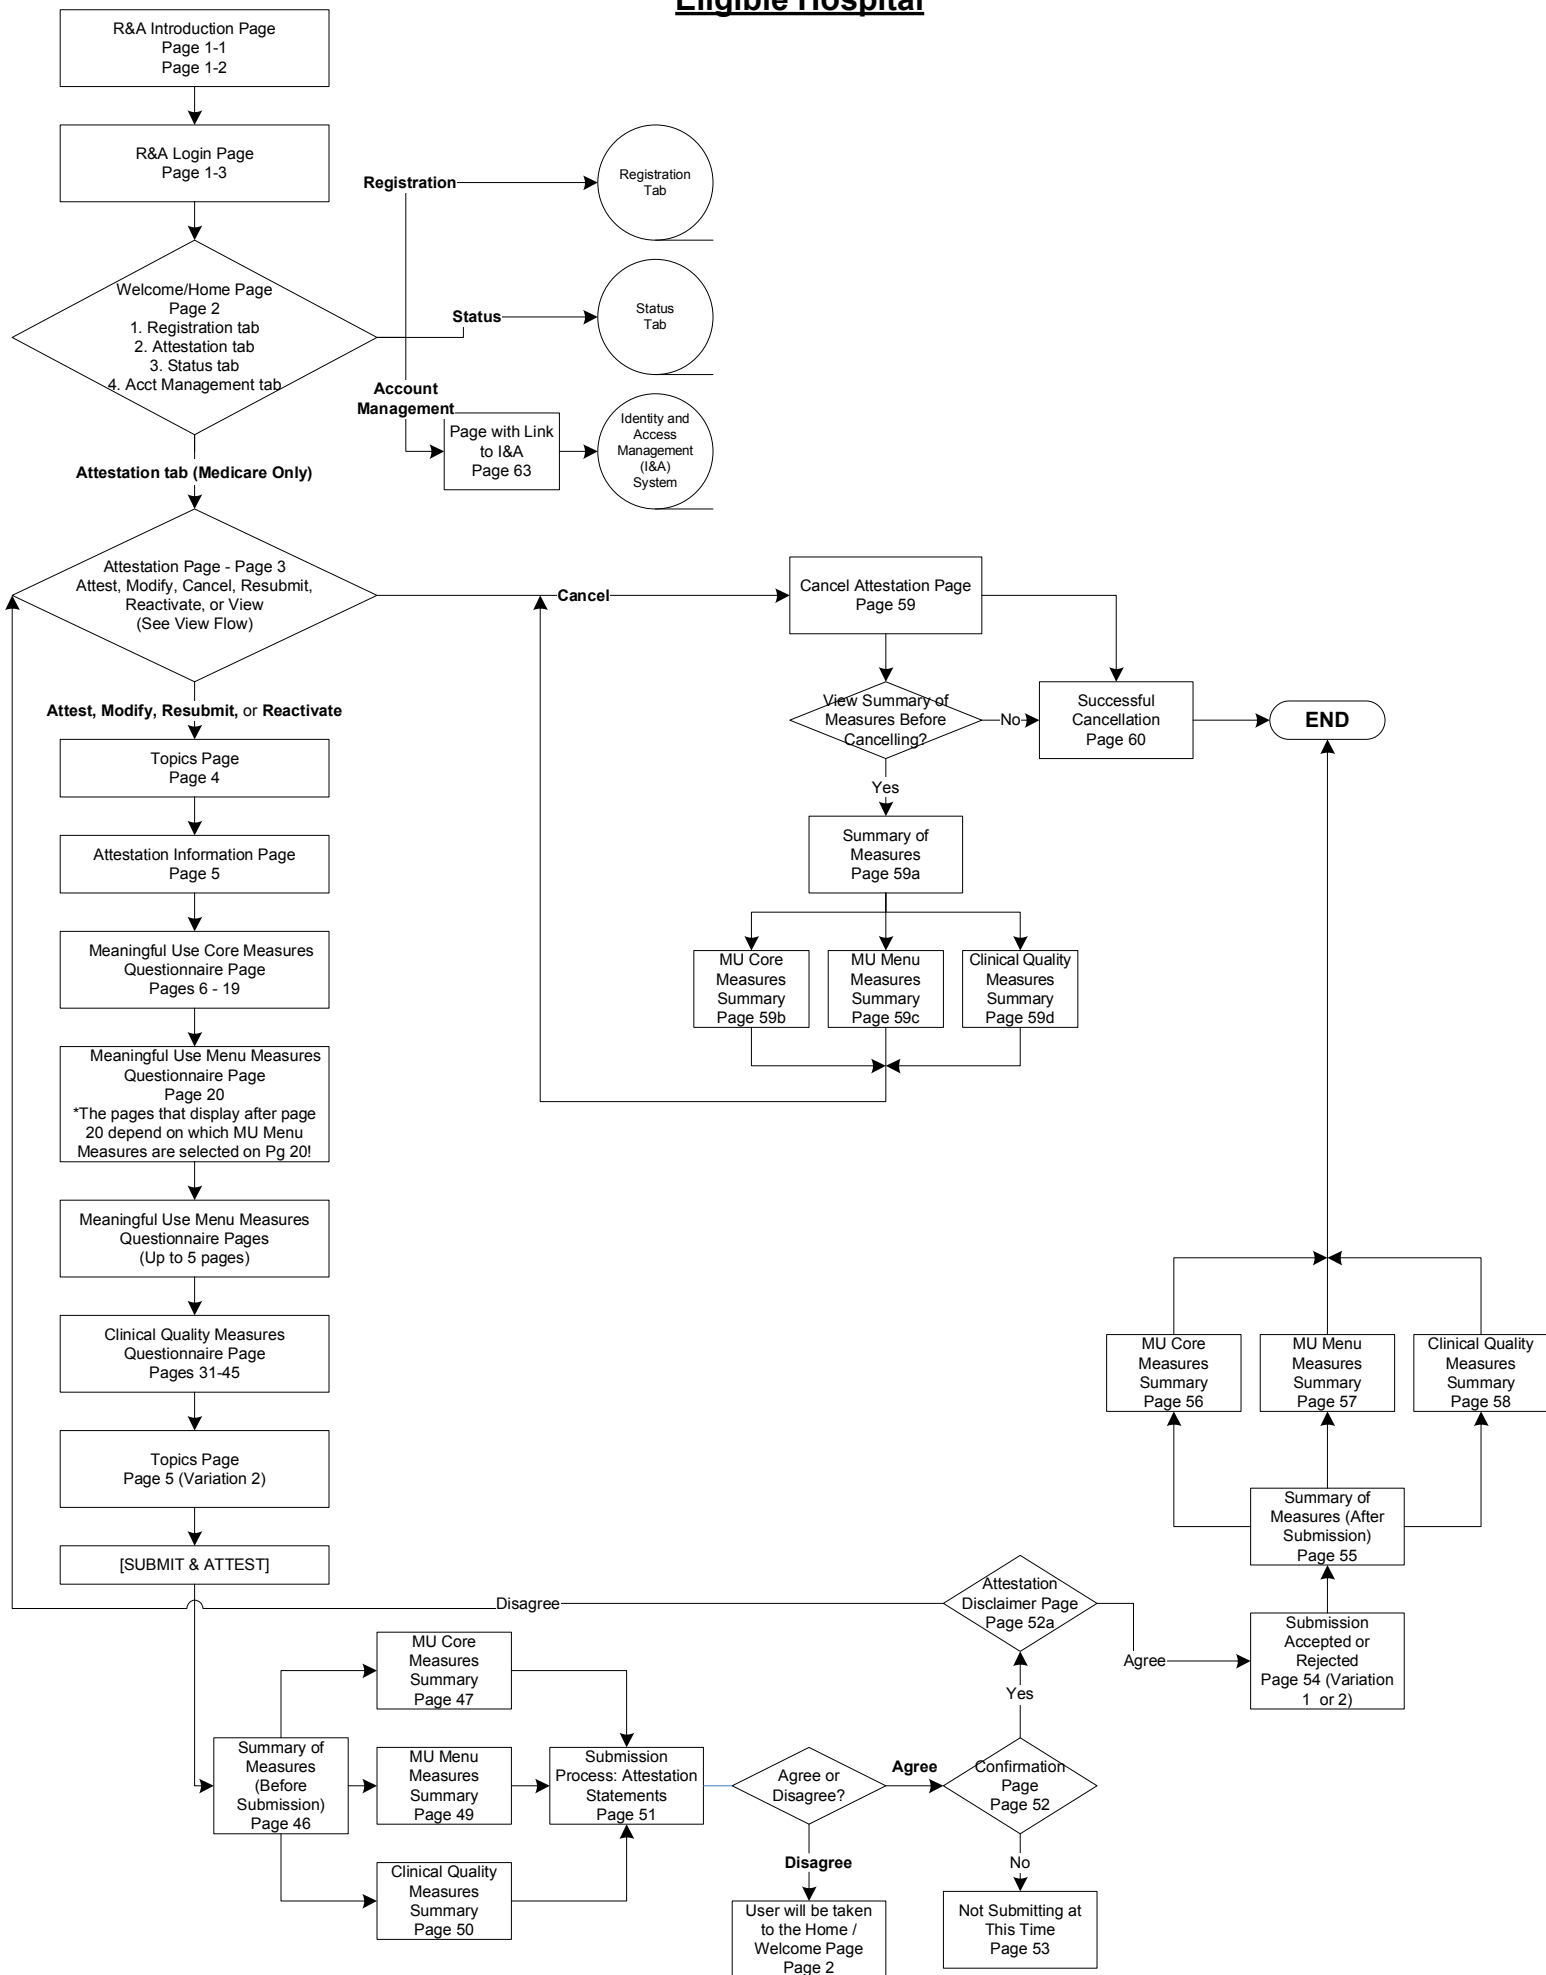 Eligible Hospital
R&A Introduction Page
Page 1-1
Page 1-2
R&A Login Page
Page 1-3
Registration
Registration
Tab
Welcome/Home Page
Page 2
1. Registration tab
2. Attestation tab
3. Status tab
4. Acct Management tab
Status
Status
Tab
Account
Management
Page with Link
to I&A
Page 63
Identity and
Access
Management
(I&A)
System
Attestation tab (Medicare Only)
Attestation Page - Page 3
Attest, Modify, Cancel, Resubmit,
Reactivate, or View
(See View Flow)
Cancel
Cancel Attestation Page
Page 59
View Summary of
Measures Before
Cancelling?
No
Successful
Cancellation
Page 60
END
Yes
Summary of
Measures
Page 59a
MU Core
Measures
Summary
Page 59b
MU Menu
Measures
Summary
Page 59c
Clinical Quality
Measures
Summary
Page 59d
Attest, Modify, Resubmit, or Reactivate
Topics Page
Page 4
Attestation Information Page
Page 5
Meaningful Use Core Measures
Questionnaire Page
Pages 6 - 19
Meaningful Use Menu Measures
Questionnaire Page
Page 20
*The pages that display after page
20 depend on which MU Menu
Measures are selected on Pg 20!
Meaningful Use Menu Measures
Questionnaire Pages
(Up to 5 pages)
Clinical Quality Measures
Questionnaire Page
Pages 31-45
Topics Page
Page 5 (Variation 2)
[SUBMIT & ATTEST]
Summary of
Measures
(Before
Submission)
Page 46
MU Core
Measures
Summary
Page 47
MU Menu
Measures
Summary
Page 49
Clinical Quality
Measures
Summary
Page 50
Submission
Process: Attestation
Statements
Page 51
Agree or
Disagree?
Disagree
User will be taken
to the Home /
Welcome Page
Page 2
Agree
Confirmation
Page
Page 52
No
Not Submitting at
This Time
Page 53
Yes
Attestation
Disclaimer Page
Page 52a
Disagree
Agree
Submission
Accepted or
Rejected
Page 54 (Variation
1 or 2)
Summary of
Measures (After
Submission)
Page 55
MU Core
Measures
Summary
Page 56
MU Menu
Measures
Summary
Page 57
Clinical Quality
Measures
Summary
Page 58